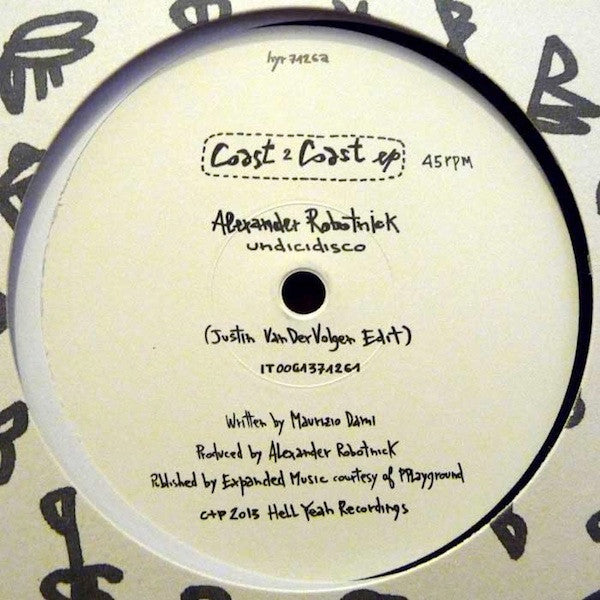 hyr 7126a
Coast 2 Coast ep 45 rpm
Alexander Robotnick
undicidisco
(Justin VanDerVolgen Edit)
IT00G1371261
Written by Maurizio Dami
Produced by Alexander Robotnick
Published by Expanded Music courtesy of PPlayground
c+p 2013 Hell Yeah Recordings